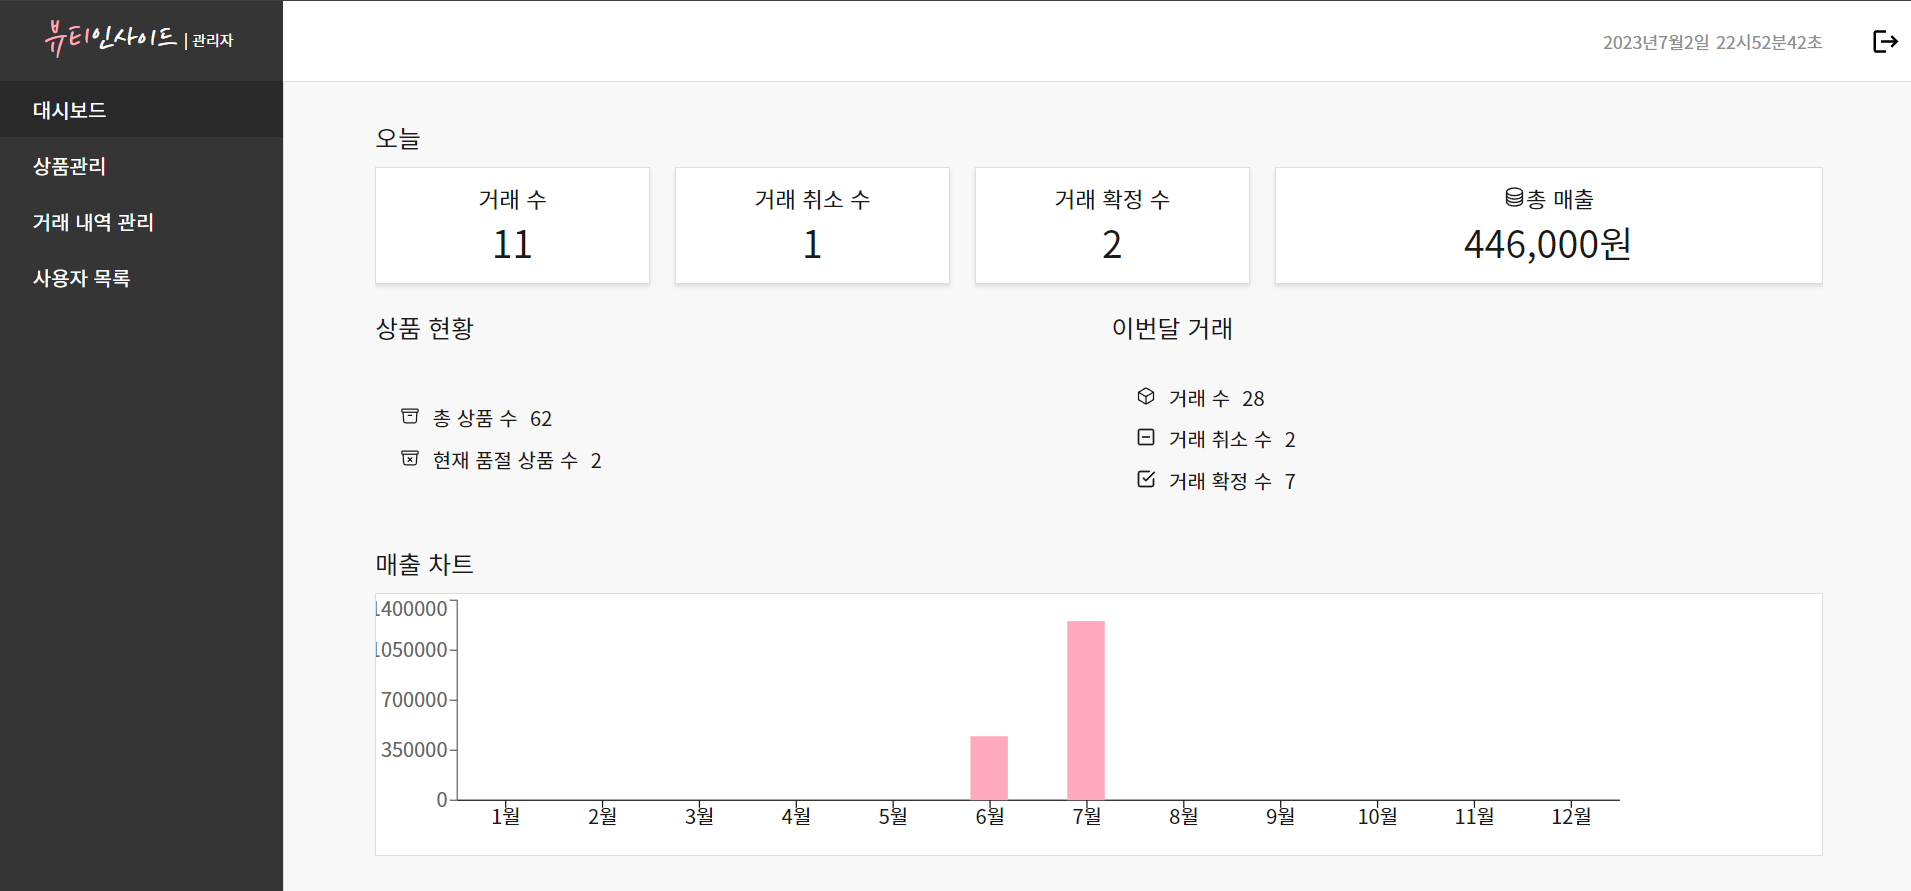 뷰티인사이드 | 관리자
2023년7월2일 22시52분42초
대시보드
상품관리
거래 내역 관리
사용자 목록
오늘
거래 수
11
거래 취소 수
1
거래 확정 수
2
총 매출
446,000원
상품 현황
총 상품 수 62
현재 품절 상품 수 2
이번달 거래
거래 수 28
거래 취소 수 2
거래 확정 수 7
매출 차트
1400000
1050000
700000
350000
0
1월 2월 3월 4월 5월 6월 7월 8월 9월 10월 11월 12월